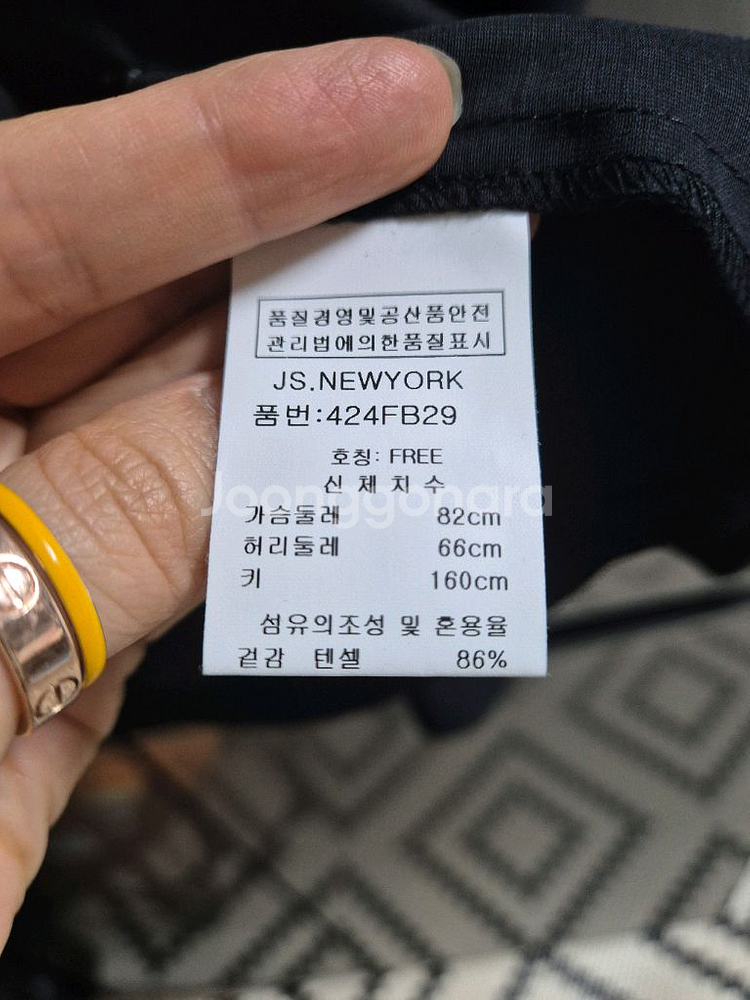 품질경영및공산품안전
관리법에의한품질표시
JS.NEWYORK
품번:424FB29
호칭: FREE
신체치수
Joonggonara
가슴둘레 82cm
허리둘레 66cm
키 160cm
섬유의조성 및 혼용율
겉감 텐셀 86%